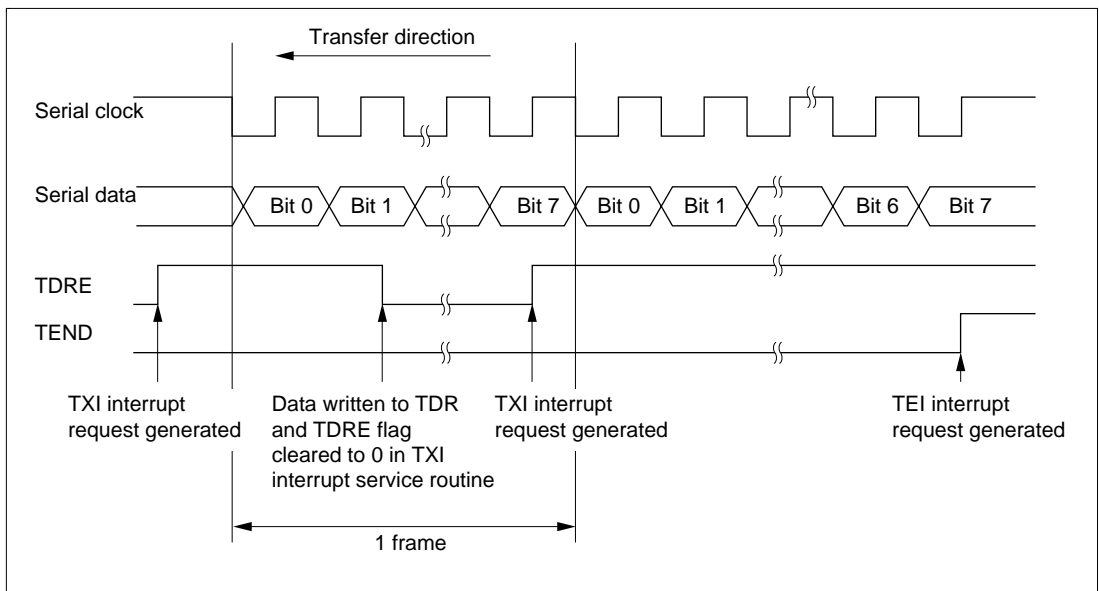 Transfer direction
Serial clock
Serial data
Bit 0
Bit 1
Bit 7
Bit 0
Bit 1
Bit 6
Bit 7
TDRE
TEND
TXI interrupt
request generated
Data written to TDR
and TDRE flag
cleared to 0 in TXI
interrupt service routine
TXI interrupt
request generated
TEI interrupt
request generated
1 frame